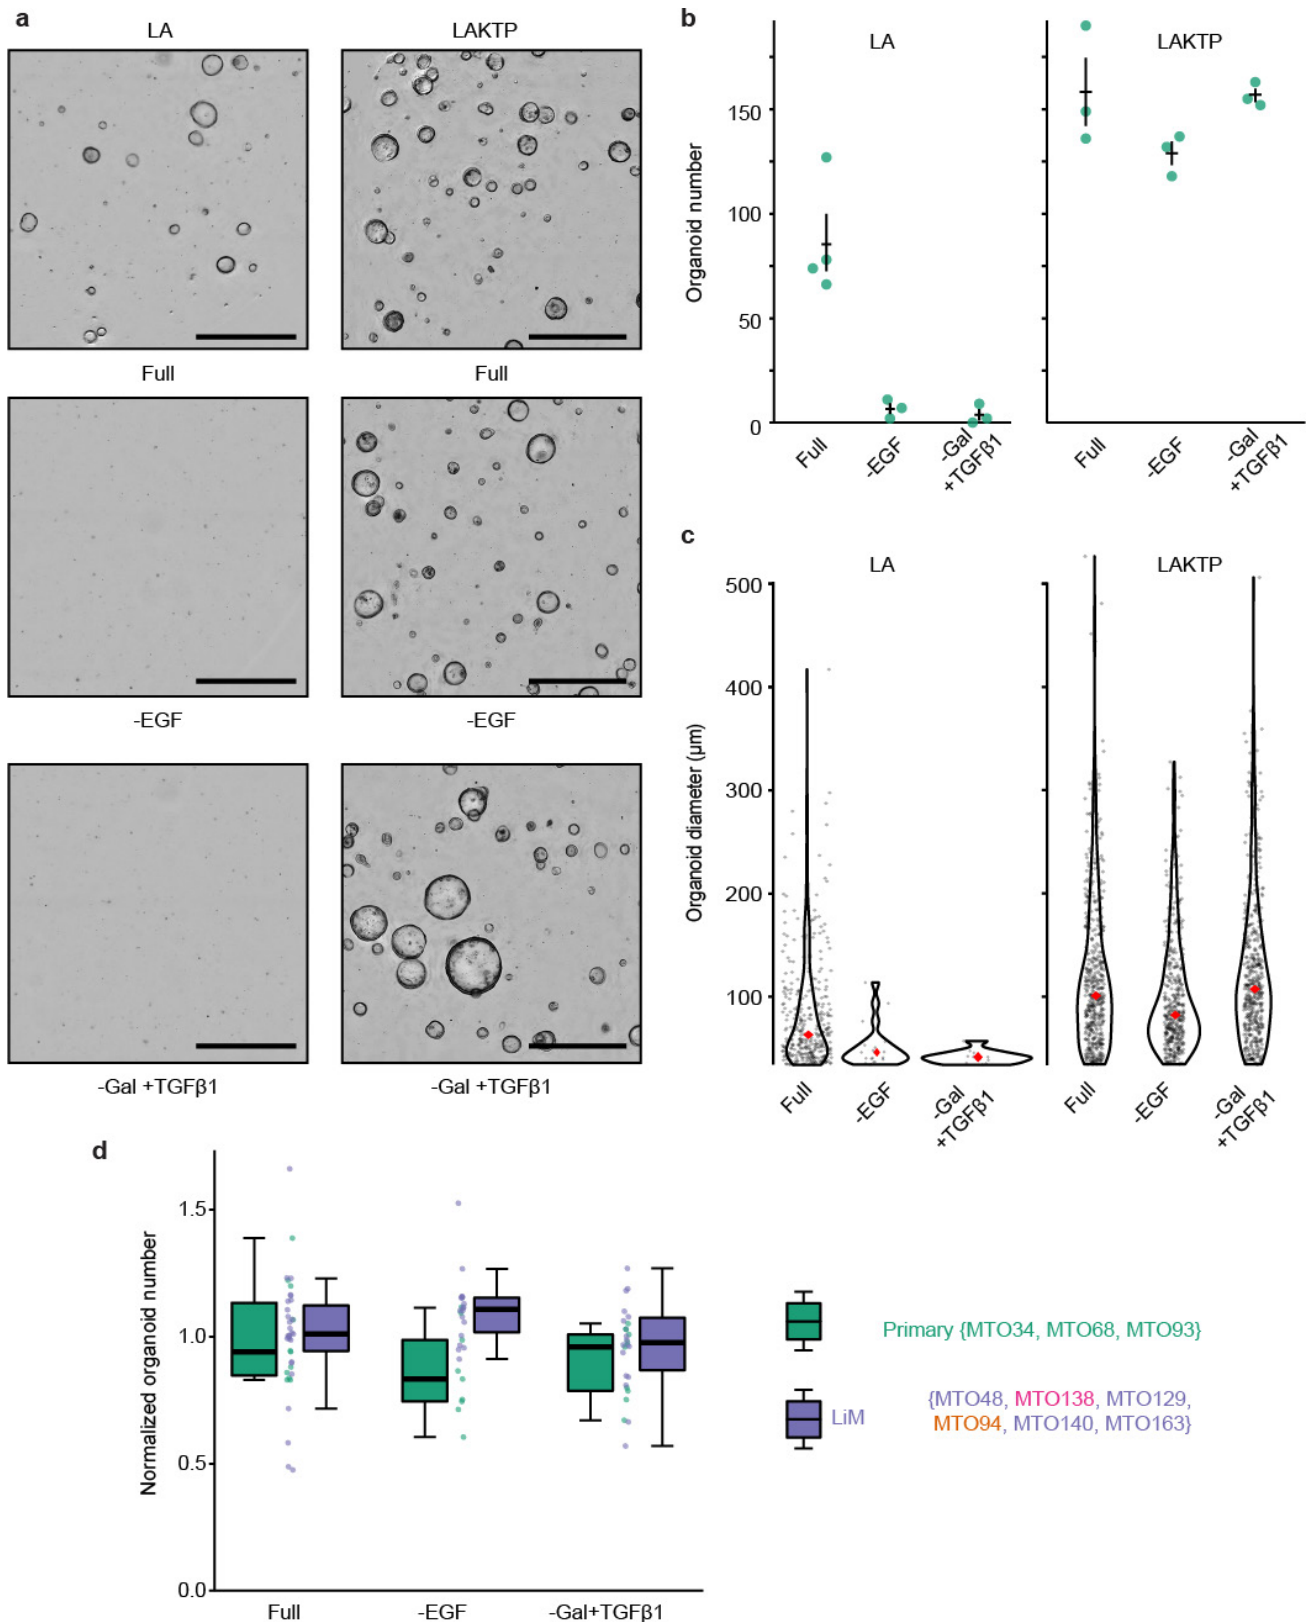 a
LA
LAKTP
Full
Full
-EGF
-EGF
-Gal +TGFβ1
-Gal +TGFβ1
b
LA
LAKTP
Organoid number
150
100
50
0
Full
-EGF
-Gal
+TGFβ1
Full
-EGF
-Gal
+TGFβ1
c
LA
LAKTP
Organoid diameter (µm)
500
400
300
200
100
Full
-EGF
-Gal
+TGFβ1
Full
-EGF
-Gal
+TGFβ1
d
Normalized organoid number
1.5
1.0
0.5
0.0
Full
-EGF
-Gal+TGFβ1
Primary {MTO34, MTO68, MTO93}
LiM
{MTO48, MTO138, MTO129,
MTO94, MTO140, MTO163}